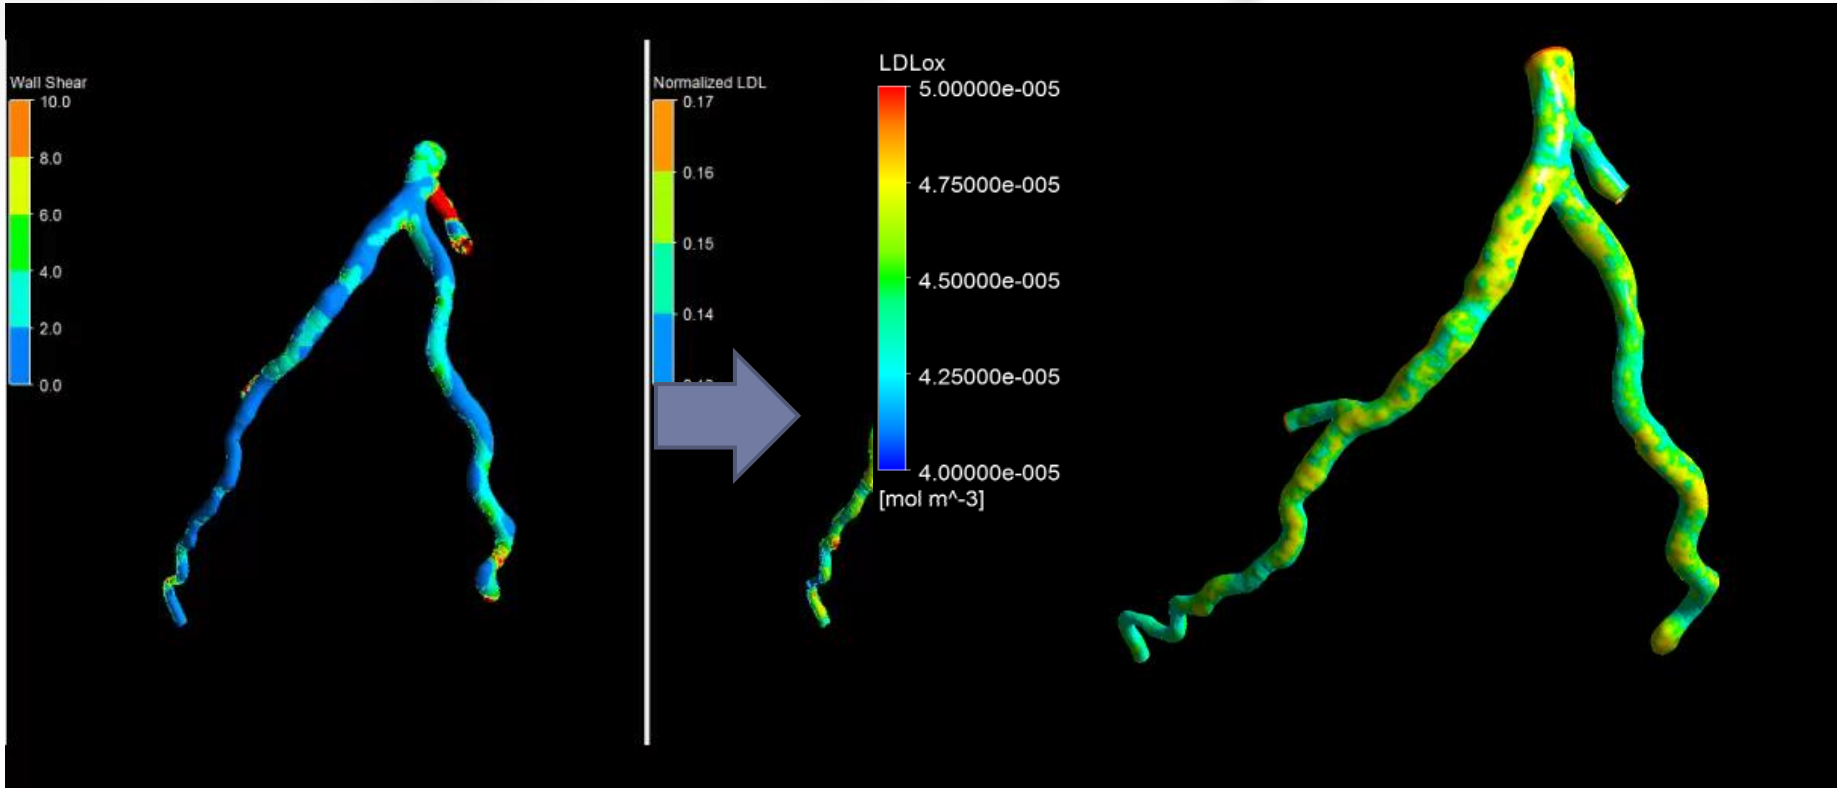 Wall Shear
10.0
8.0
6.0
4.0
2.0
0.0
Normalized LDL
0.17
0.16
0.15
0.14
LDLox
5.00000e-005
4.75000e-005
4.50000e-005
4.25000e-005
4.00000e-005
[mol m^-3]